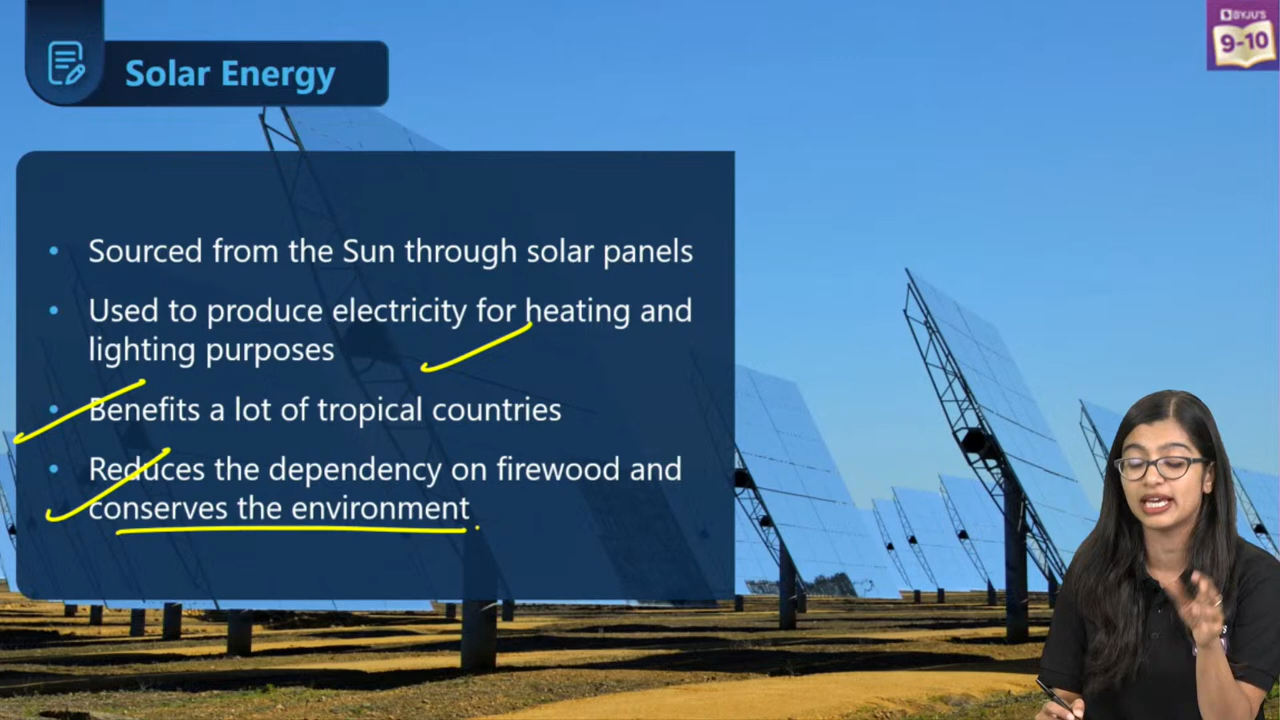 BYJU'S
9-10
Solar Energy
Sourced from the Sun through solar panels
Used to produce electricity for heating and
lighting purposes
Benefits a lot of tropical countries
Reduces the dependency on firewood and
conserves the environment